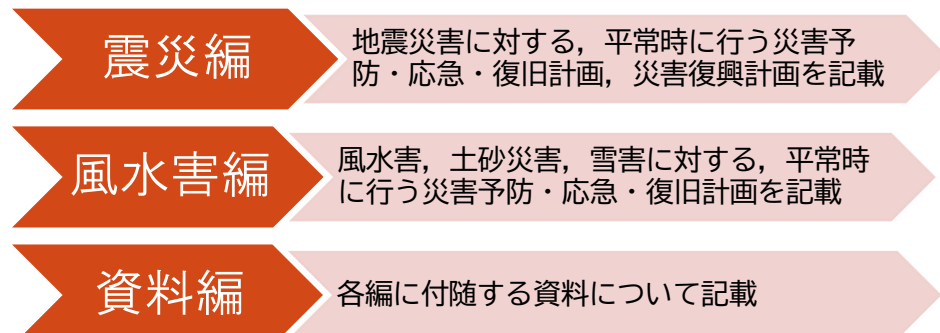 震災編
地震災害に対する，平常時に行う災害予
防・応急・復旧計画，災害復興計画を記載
風水害編
風水害，土砂災害，雪害に対する，平常時
に行う災害予防・応急・復旧計画を記載
資料編
各編に付随する資料について記載